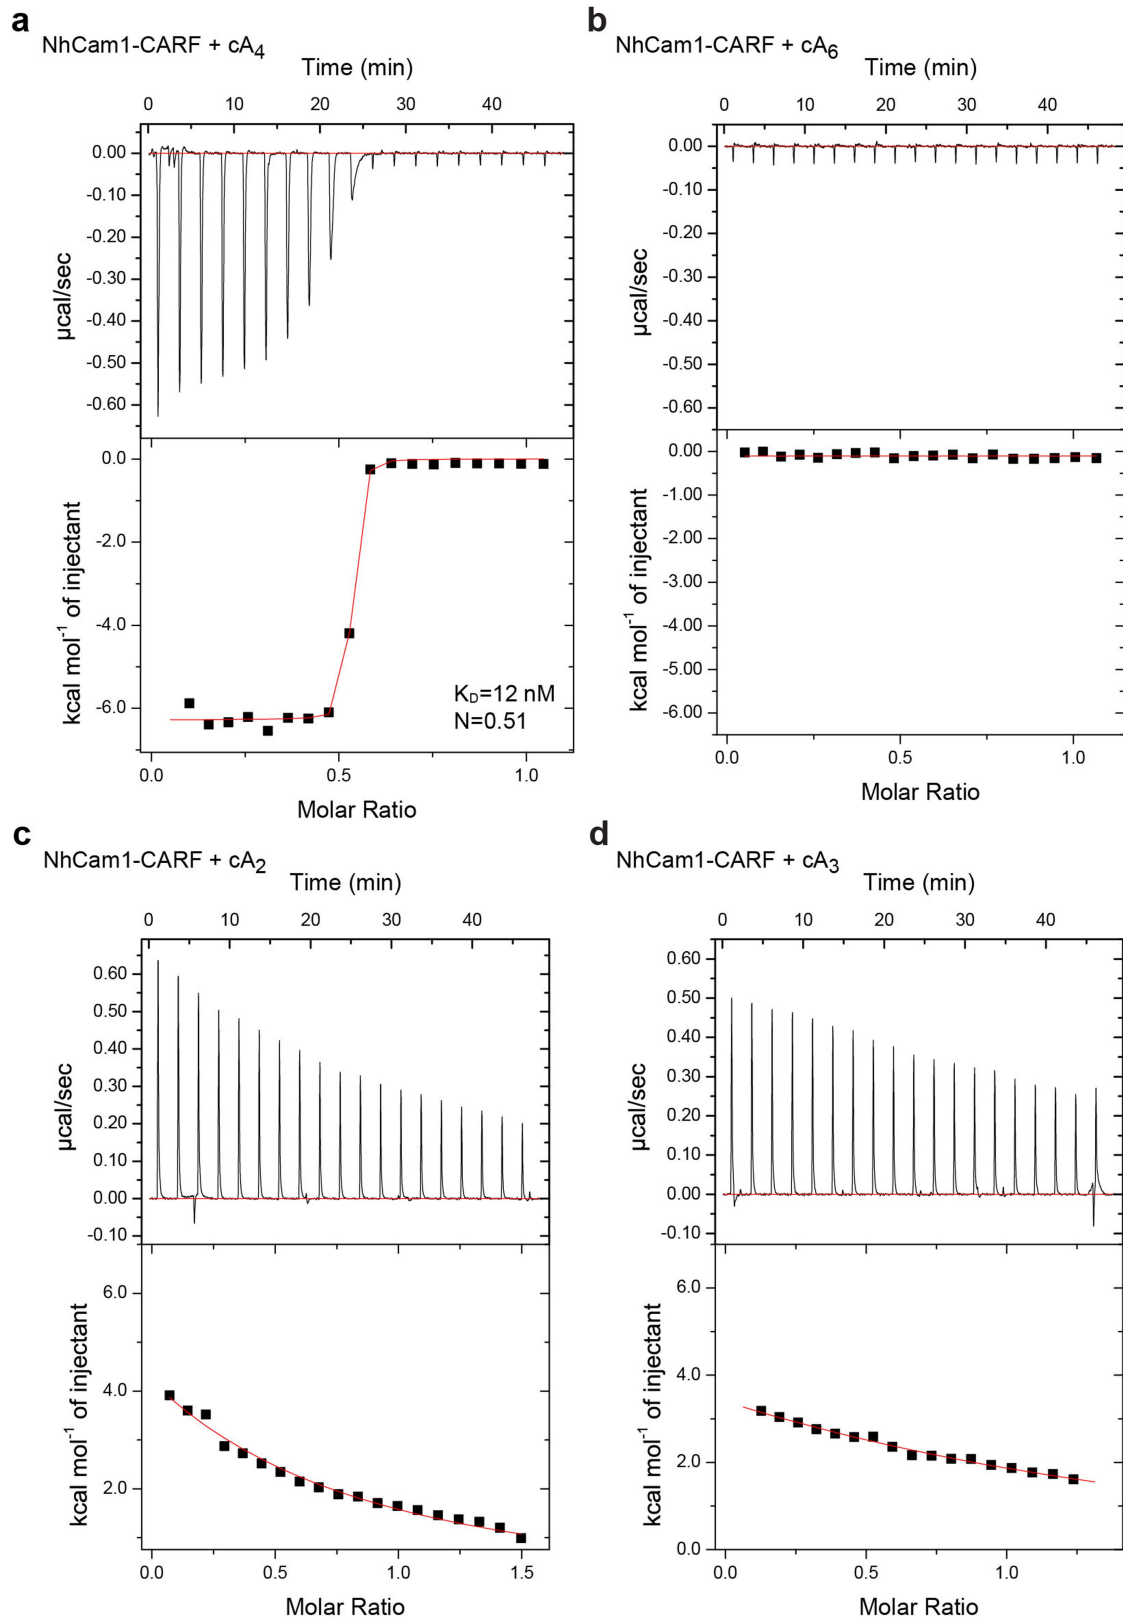 a
NhCam1-CARF + cA4
Time (min)
0 10 20 30 40
0.00
-0.10
-0.20
-0.30
-0.40
-0.50
-0.60
µcal/sec
0.0
-2.0
-4.0
-6.0
kcal mol-1 of injectant
KD=12 nM
N=0.51
0.0 0.5 1.0
Molar Ratio
b
NhCam1-CARF + cA6
Time (min)
0 10 20 30 40
0.00
-0.10
-0.20
-0.30
-0.40
-0.50
-0.60
µcal/sec
0.00
-1.00
-2.00
-3.00
-4.00
-5.00
-6.00
kcal mol-1 of injectant
0.0 0.5 1.0
Molar Ratio
c
NhCam1-CARF + cA2
Time (min)
0 10 20 30 40
0.60
0.50
0.40
0.30
0.20
0.10
0.00
-0.10
µcal/sec
6.0
4.0
2.0
kcal mol-1 of injectant
0.0 0.5 1.0 1.5
Molar Ratio
d
NhCam1-CARF + cA3
Time (min)
0 10 20 30 40
0.60
0.50
0.40
0.30
0.20
0.10
0.00
-0.10
µcal/sec
6.0
4.0
2.0
0.0
kcal mol-1 of injectant
0.0 0.5 1.0
Molar Ratio